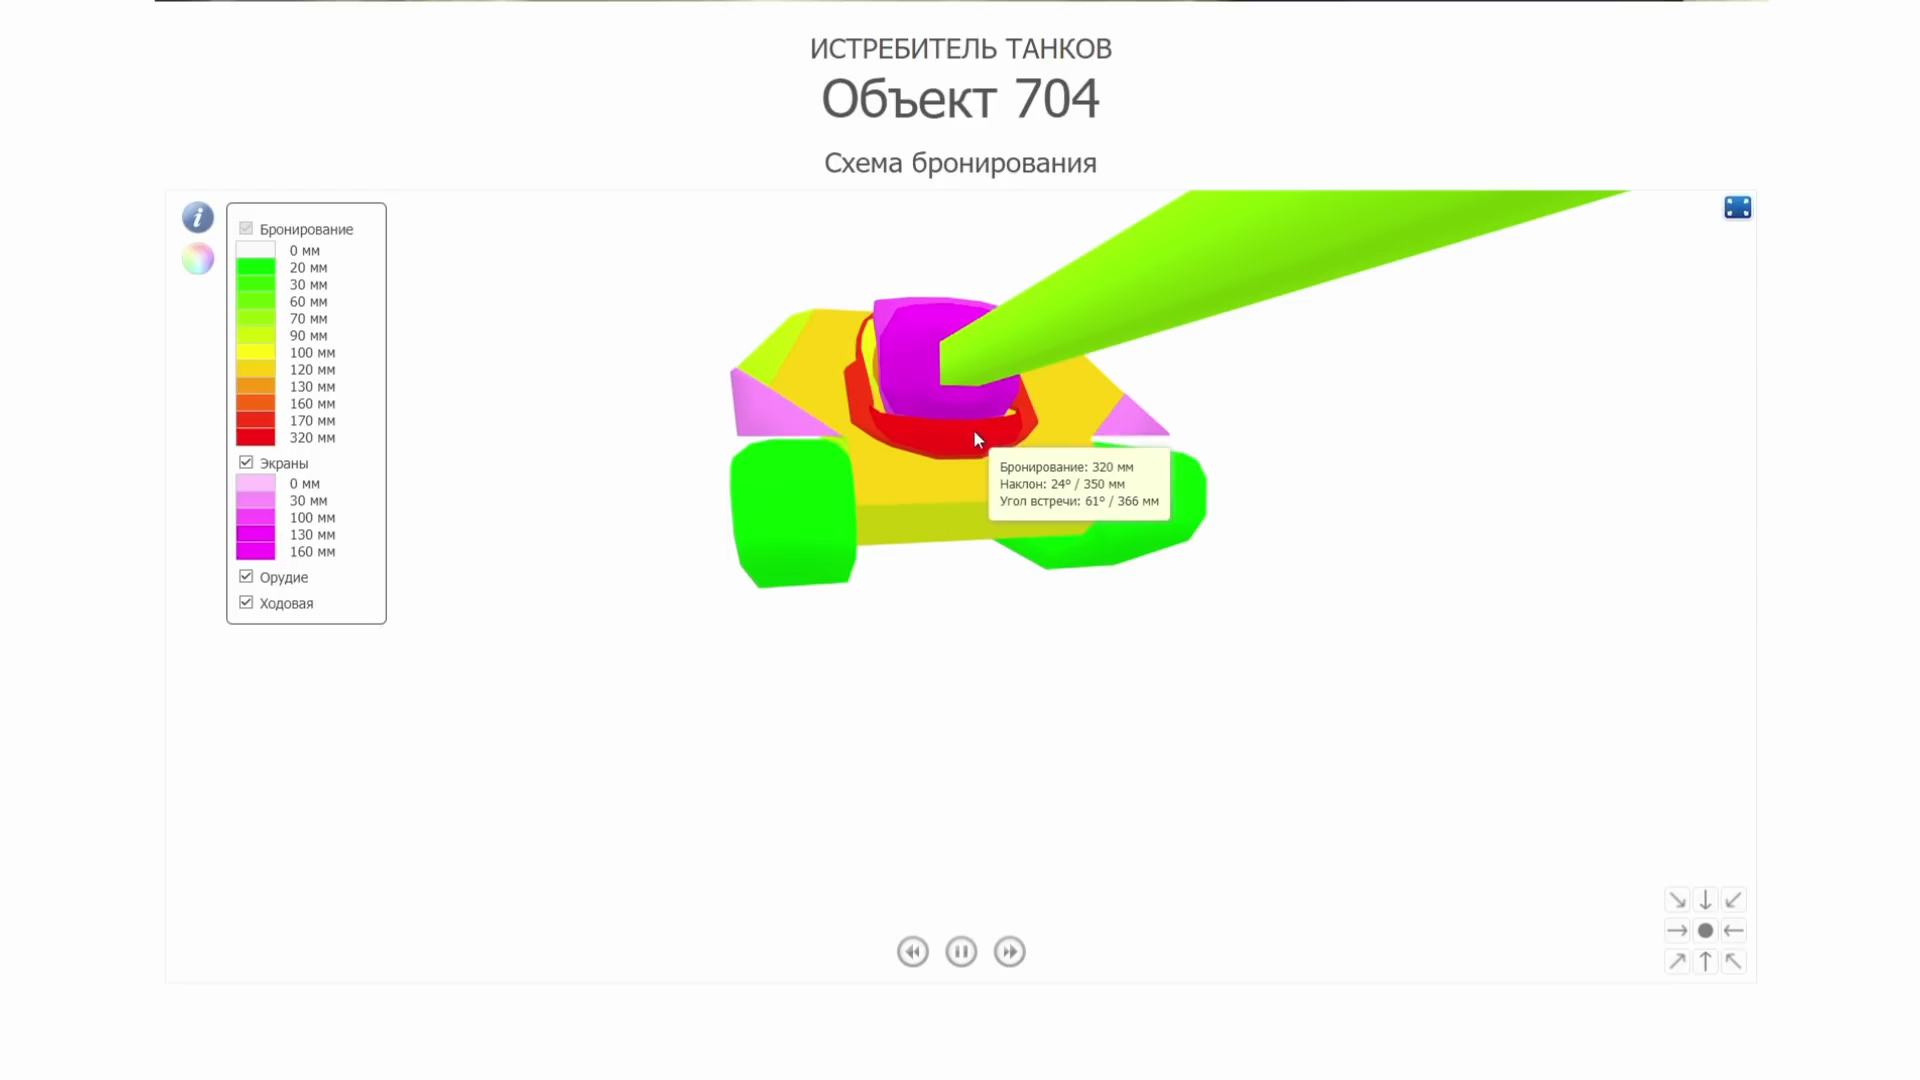 ИСТРЕБИТЕЛЬ ТАНКОВ
Объект 704
Схема бронирования
i
Бронирование
0 мм
20 мм
30 мм
60 мм
70 мм
90 мм
100 мм
120 мм
130 мм
160 мм
170 мм
320 мм
Экраны
0 мм
30 мм
100 мм
130 мм
160 мм
Орудие
Ходовая
Бронирование: 320 мм
Наклон: 24º / 350 мм
Угол встречи: 61º / 366 мм